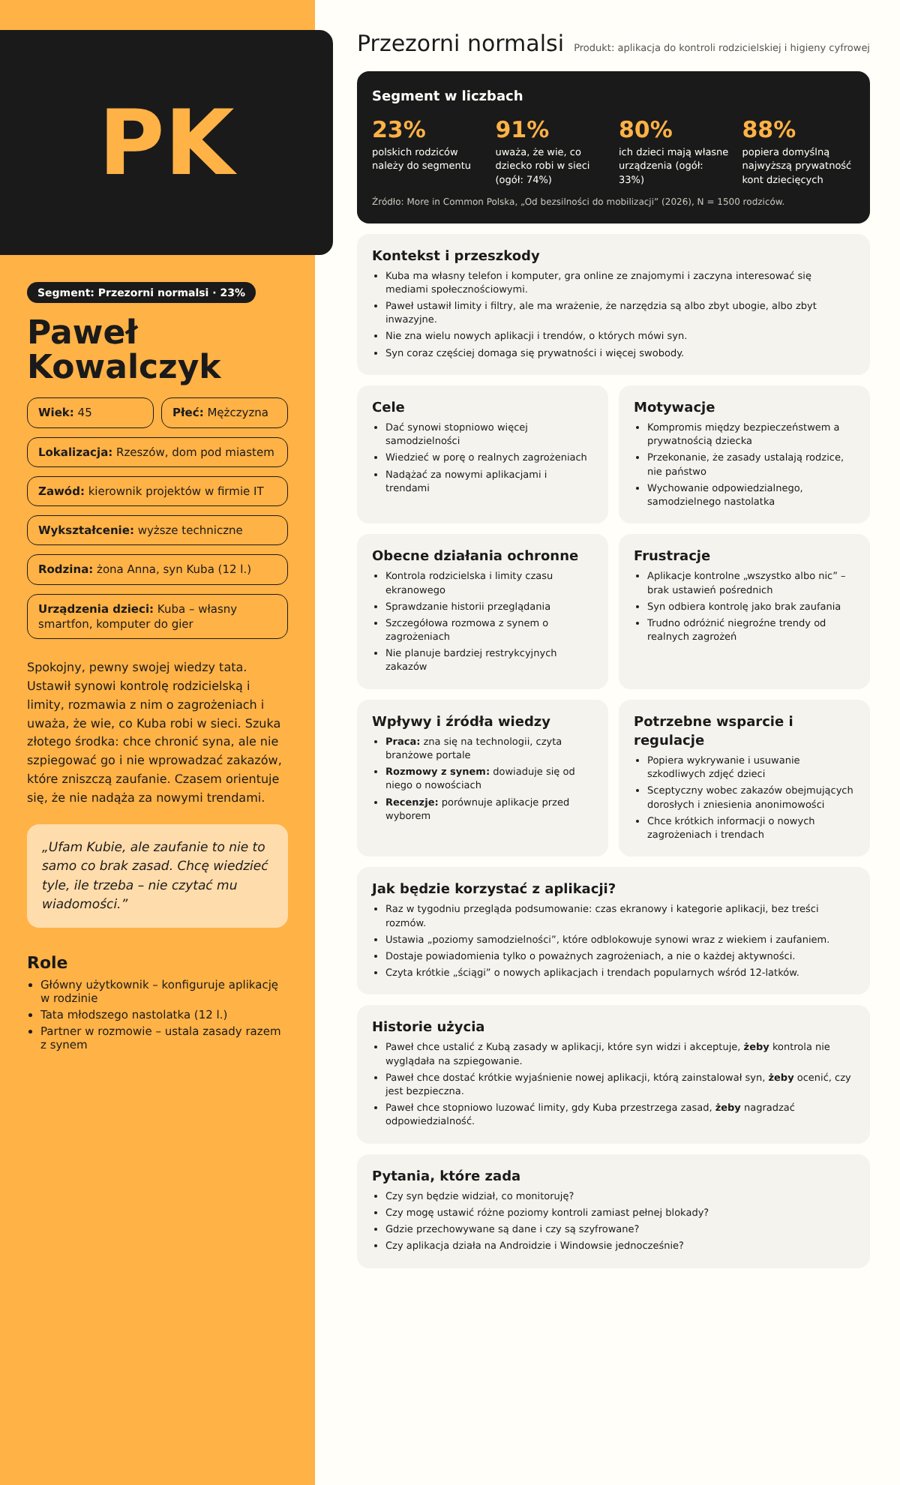 PK
Segment: Przezorni normalsi · 23%
Paweł
Kowalczyk
Wiek: 45
Płeć: Mężczyzna
Lokalizacja: Rzeszów, dom pod miastem
Zawód: kierownik projektów w firmie IT
Wykształcenie: wyższe techniczne
Rodzina: żona Anna, syn Kuba (12 l.)
Urządzenia dzieci: Kuba – własny
smartfon, komputer do gier
Spokojny, pewny swojej wiedzy tata.
Ustawił synowi kontrolę rodzicielską i
limity, rozmawia z nim o zagrożeniach i
uważa, że wie, co Kuba robi w sieci. Szuka
złotego środka: chce chronić syna, ale nie
szpiegować go i nie wprowadzać zakazów,
które zniszczą zaufanie. Czasem orientuje
się, że nie nadąża za nowymi trendami.
„Ufam Kubie, ale zaufanie to nie to
samo co brak zasad. Chcę wiedzieć
tyle, ile trzeba – nie czytać mu
wiadomości.”
Role
• Główny użytkownik – konfiguruje aplikację
w rodzinie
• Tata młodszego nastolatka (12 l.)
• Partner w rozmowie – ustala zasady razem
z synem
Przezorni normalsi
Produkt: aplikacja do kontroli rodzicielskiej i higieny cyfrowej
Segment w liczbach
23%
polskich rodziców
należy do segmentu
91%
uważa, że wie, co
dziecko robi w sieci
(ogół: 74%)
80%
ich dzieci mają własne
urządzenia (ogół:
33%)
88%
popiera domyślną
najwyższą prywatność
kont dziecięcych
Źródło: More in Common Polska, „Od bezsilności do mobilizacji” (2026), N = 1500 rodziców.
Kontekst i przeszkody
• Kuba ma własny telefon i komputer, gra online ze znajomymi i zaczyna interesować się
mediami społecznościowymi.
• Paweł ustawił limity i filtry, ale ma wrażenie, że narzędzia są albo zbyt ubogie, albo zbyt
inwazyjne.
• Nie zna wielu nowych aplikacji i trendów, o których mówi syn.
• Syn coraz częściej domaga się prywatności i więcej swobody.
Cele
• Dać synowi stopniowo więcej
samodzielności
• Wiedzieć w porę o realnych zagrożeniach
• Nadążać za nowymi aplikacjami i
trendami
Motywacje
• Kompromis między bezpieczeństwem a
prywatnością dziecka
• Przekonanie, że zasady ustalają rodzice,
nie państwo
• Wychowanie odpowiedzialnego,
samodzielnego nastolatka
Obecne działania ochronne
• Kontrola rodzicielska i limity czasu
ekranowego
• Sprawdzanie historii przeglądania
• Szczegółowa rozmowa z synem o
zagrożeniach
• Nie planuje bardziej restrykcyjnych
zakazów
Frustracje
• Aplikacje kontrolne „wszystko albo nic” –
brak ustawień pośrednich
• Syn odbiera kontrolę jako brak zaufania
• Trudno odróżnić niegroźne trendy od
realnych zagrożeń
Wpływy i źródła wiedzy
• Praca: zna się na technologii, czyta
branżowe portale
• Rozmowy z synem: dowiaduje się od
niego o nowościach
• Recenzje: porównuje aplikacje przed
wyborem
Potrzebne wsparcie i
regulacje
• Popiera wykrywanie i usuwanie
szkodliwych zdjęć dzieci
• Sceptyczny wobec zakazów obejmujących
dorosłych i zniesienia anonimowości
• Chce krótkich informacji o nowych
zagrożeniach i trendach
Jak będzie korzystać z aplikacji?
• Raz w tygodniu przegląda podsumowanie: czas ekranowy i kategorie aplikacji, bez treści
rozmów.
• Ustawia „poziomy samodzielności”, które odblokowuje synowi wraz z wiekiem i zaufaniem.
• Dostaje powiadomienia tylko o poważnych zagrożeniach, a nie o każdej aktywności.
• Czyta krótkie „ściągi” o nowych aplikacjach i trendach popularnych wśród 12-latków.
Historie użycia
• Paweł chce ustalić z Kubą zasady w aplikacji, które syn widzi i akceptuje, żeby kontrola nie
wyglądała na szpiegowanie.
• Paweł chce dostać krótkie wyjaśnienie nowej aplikacji, którą zainstalował syn, żeby ocenić, czy
jest bezpieczna.
• Paweł chce stopniowo luzować limity, gdy Kuba przestrzega zasad, żeby nagradzać
odpowiedzialność.
Pytania, które zada
• Czy syn będzie widział, co monitoruję?
• Czy mogę ustawić różne poziomy kontroli zamiast pełnej blokady?
• Gdzie przechowywane są dane i czy są szyfrowane?
• Czy aplikacja działa na Androidzie i Windowsie jednocześnie?